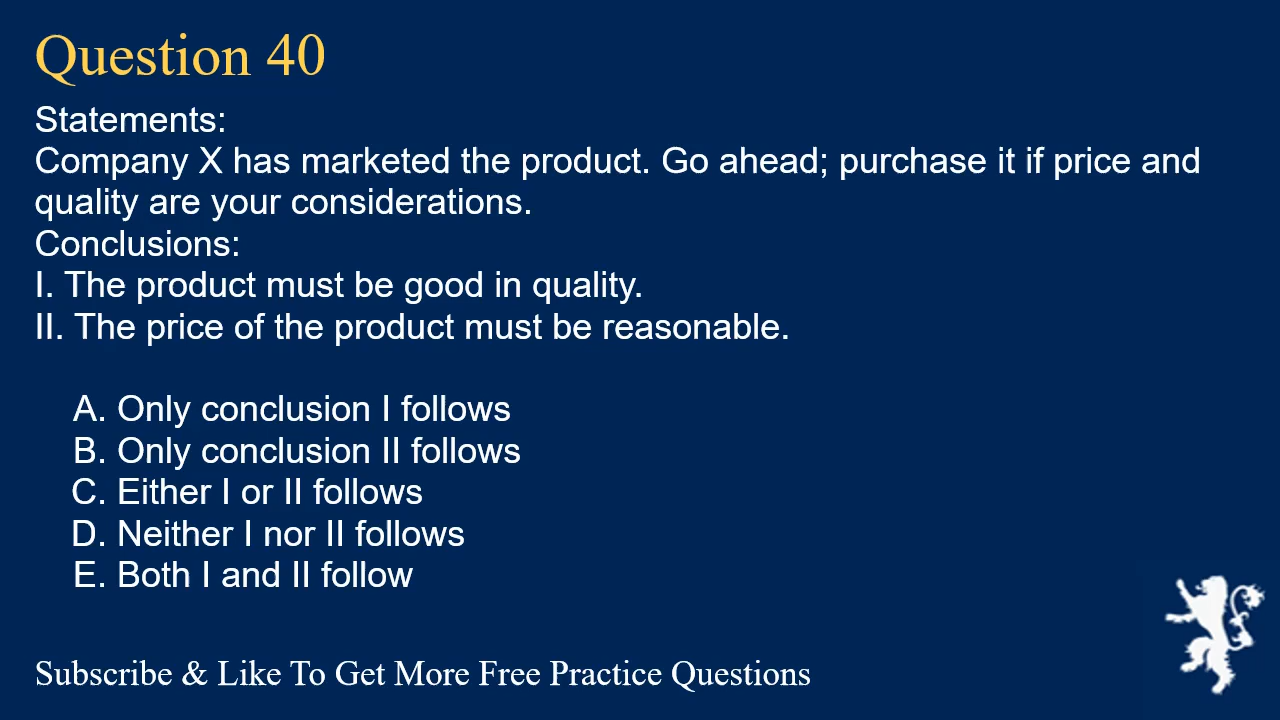 Question 40
Statements:
Company X has marketed the product. Go ahead; purchase it if price and
quality are your considerations.
Conclusions:
I. The product must be good in quality.
II. The price of the product must be reasonable.
A. Only conclusion I follows
B. Only conclusion II follows
C. Either I or II follows
D. Neither I nor II follows
E. Both I and II follow
Subscribe & Like To Get More Free Practice Questions